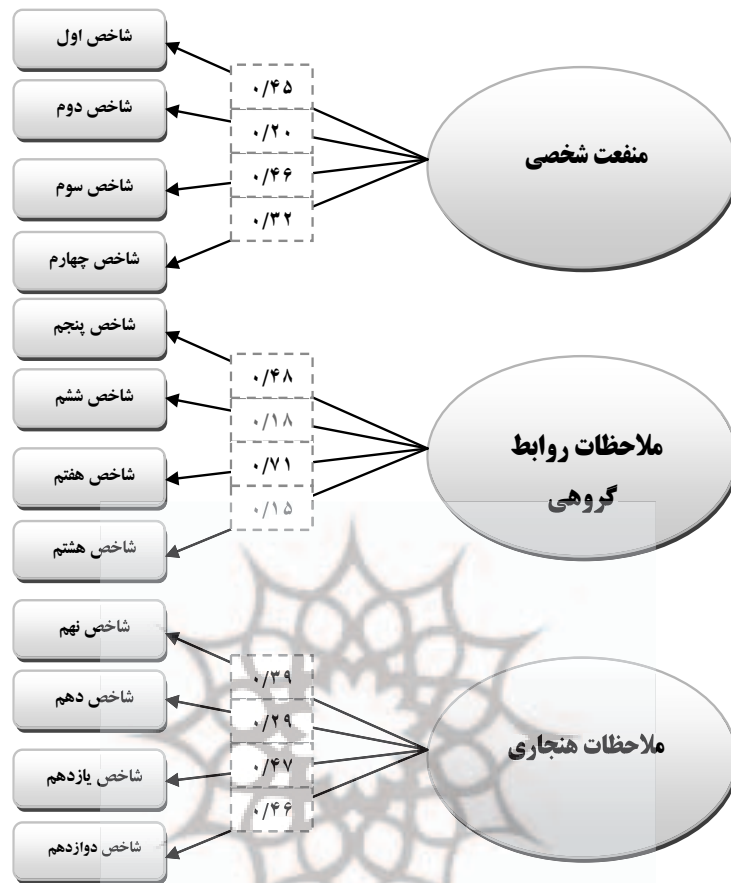 شاخص اول
۰/۴۵
شاخص دوم
۰/۲۰
منفعت شخصی
شاخص سوم
۰/۴۶
شاخص چهارم
۰/۳۲
شاخص پنجم
۰/۴۸
شاخص ششم
۰/۱۸
ملاحظات روابط
گروهی
شاخص هفتم
۰/۷۱
شاخص هشتم
۰/۱۵
شاخص نهم
۰/۳۹
شاخص دهم
۰/۲۹
ملاحظات هنجاری
شاخص یازدهم
۰/۴۷
شاخص دوازدهم
۰/۴۶